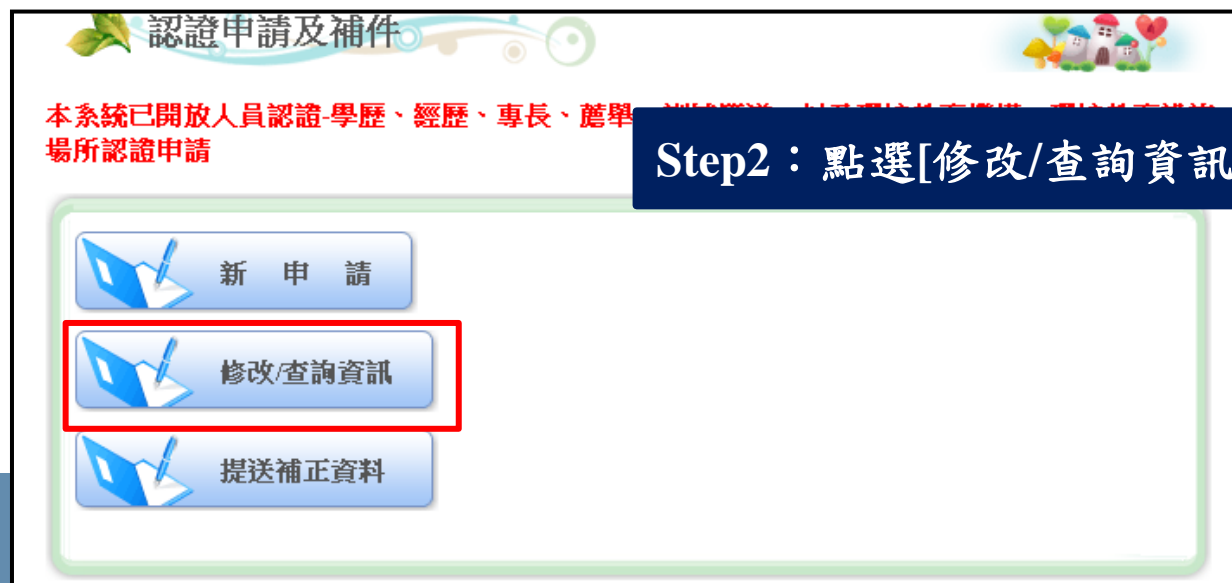 認證申請及補件
本系統已開放人員認證-學歷、經歷、專長、薦舉
場所認證申請
Step2：點選[修改/查詢資訊
新 申 請
修改/查詢資訊
提送補正資料